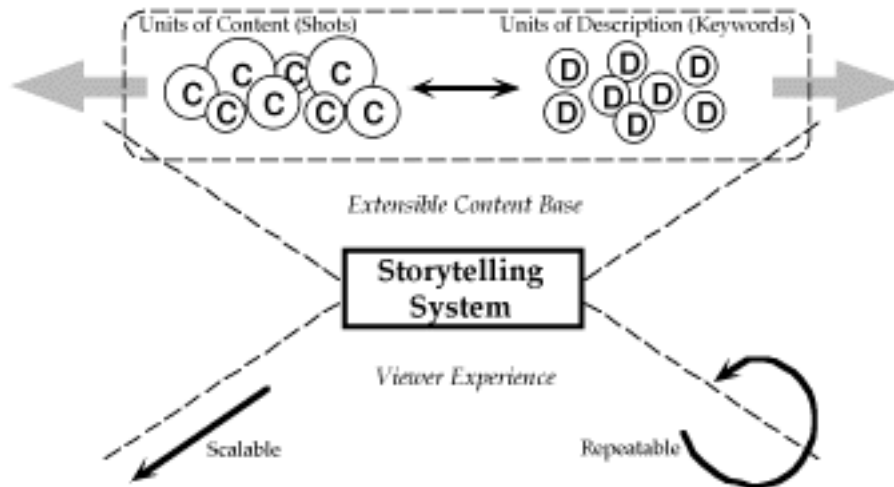 Units of Content (Shots)
Units of Description (Keywords)
C C C C C C C C
D D D D D D D D
Extensible Content Base
Storytelling
System
Viewer Experience
Scalable
Repeatable